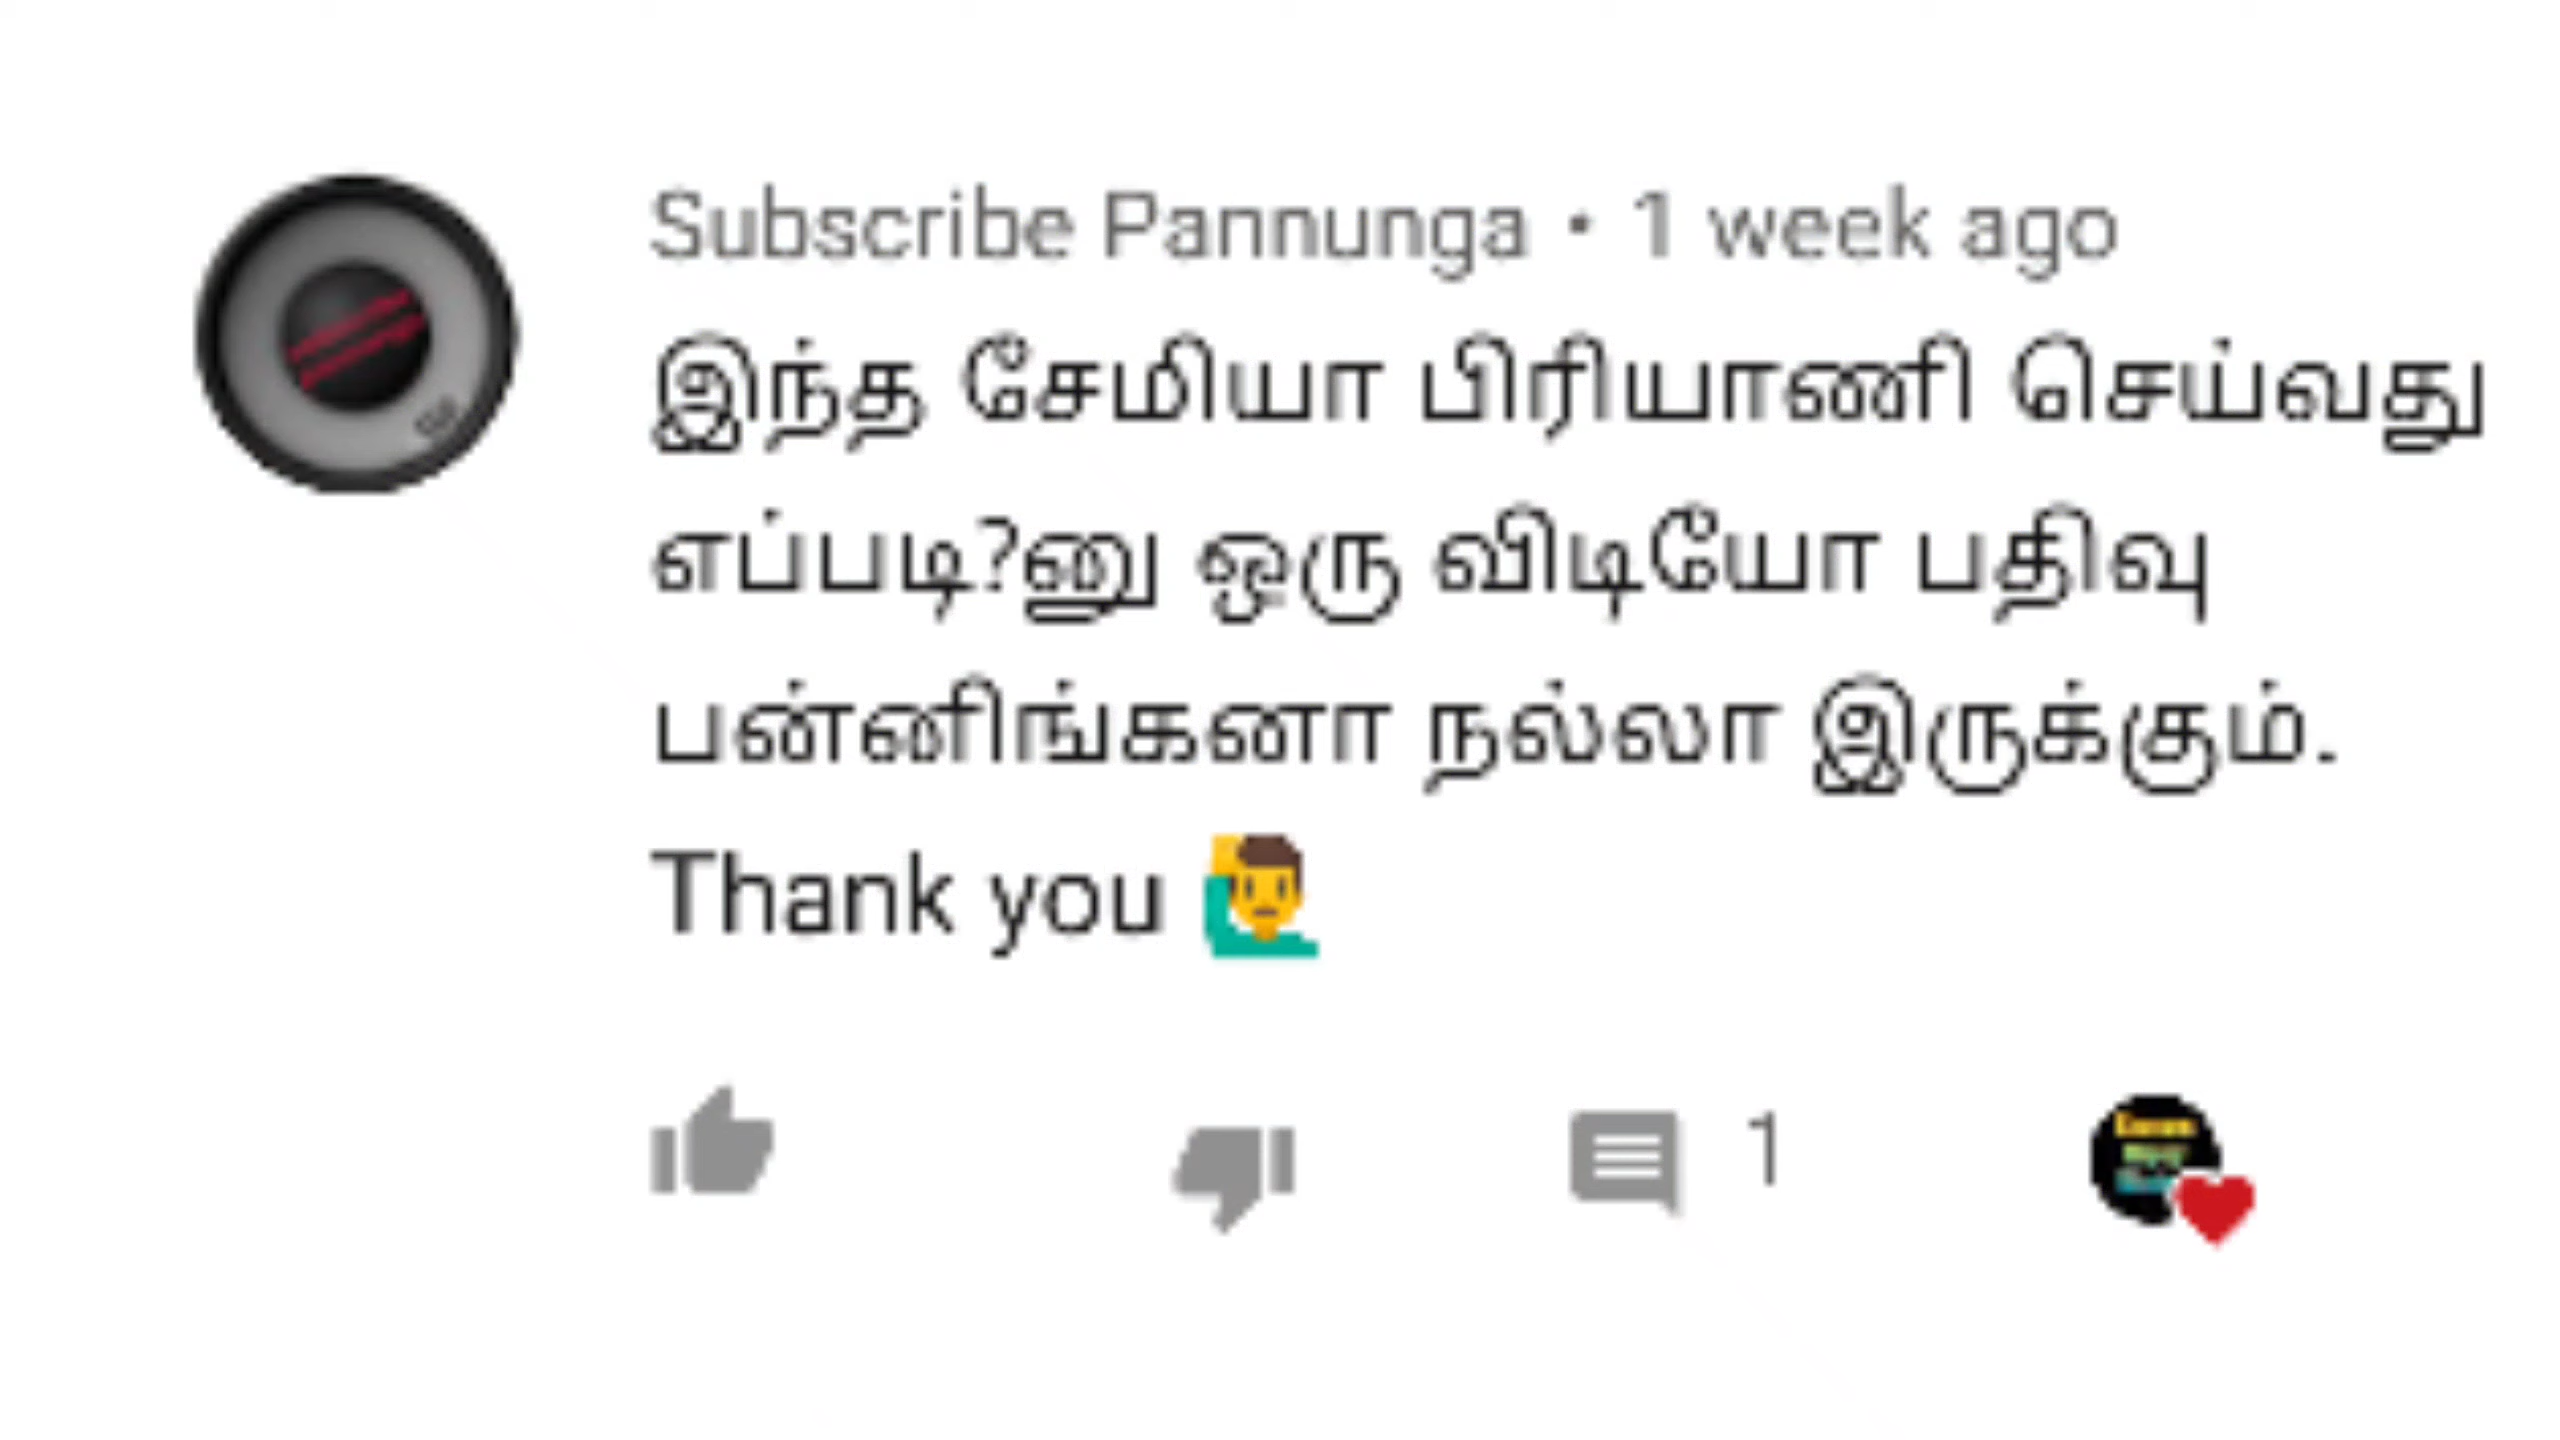 Subscribe Pannunga • 1 week ago
இந்த சேமியா பிரியாணி செய்வது
எப்படி?னு ஒரு விடியோ பதிவு
பன்னிங்கனா நல்லா இருக்கும்.
Thank you 🙋‍♂️
1